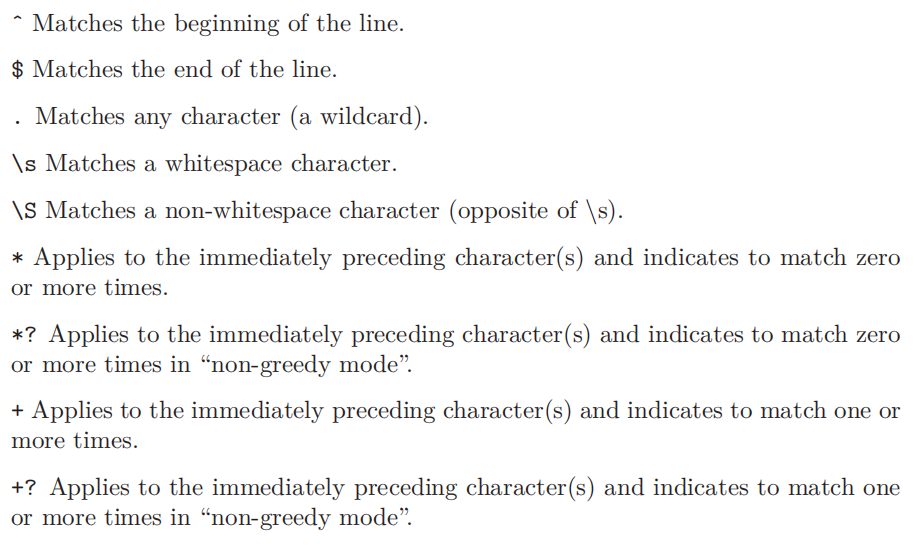 ^ Matches the beginning of the line.
$ Matches the end of the line.
. Matches any character (a wildcard).
\s Matches a whitespace character.
\S Matches a non-whitespace character (opposite of \s).
* Applies to the immediately preceding character(s) and indicates to match zero
or more times.
*? Applies to the immediately preceding character(s) and indicates to match zero
or more times in “non-greedy mode”.
+ Applies to the immediately preceding character(s) and indicates to match one or
more times.
+? Applies to the immediately preceding character(s) and indicates to match one
or more times in “non-greedy mode”.